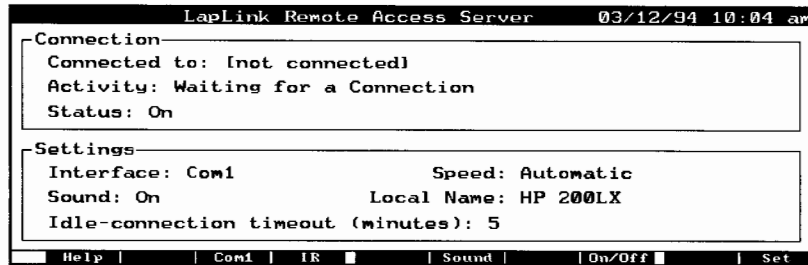 LapLink Remote Access Server 03/12/94 10:04 am
Connection
Connected to: [not connected]
Activity: Waiting for a Connection
Status: On
Settings
Interface: Com1 Speed: Automatic
Sound: On Local Name: HP 200LX
Idle-connection timeout (minutes): 5
Help | | Com1 | IR | Sound | | On/Off | Set